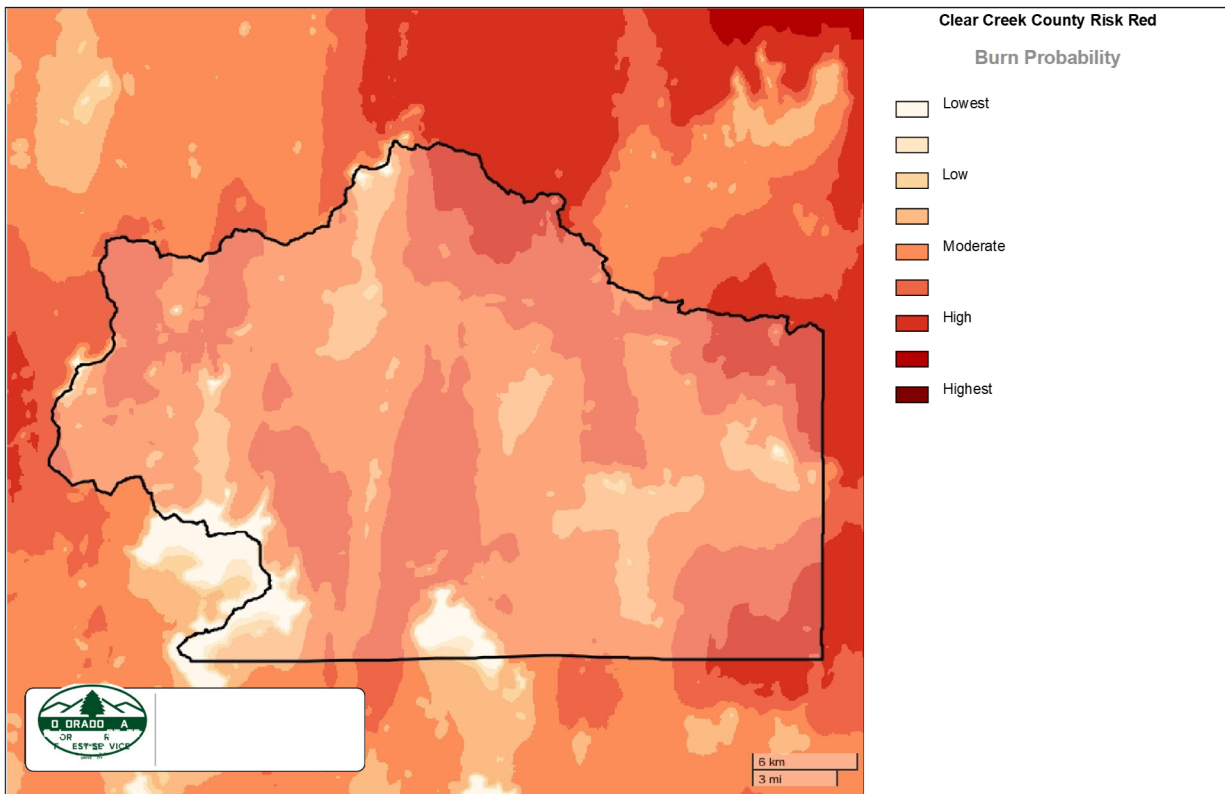 Clear Creek County Risk Red
Burn Probability
Lowest
Low
Moderate
High
Highest
6 km
3 mi